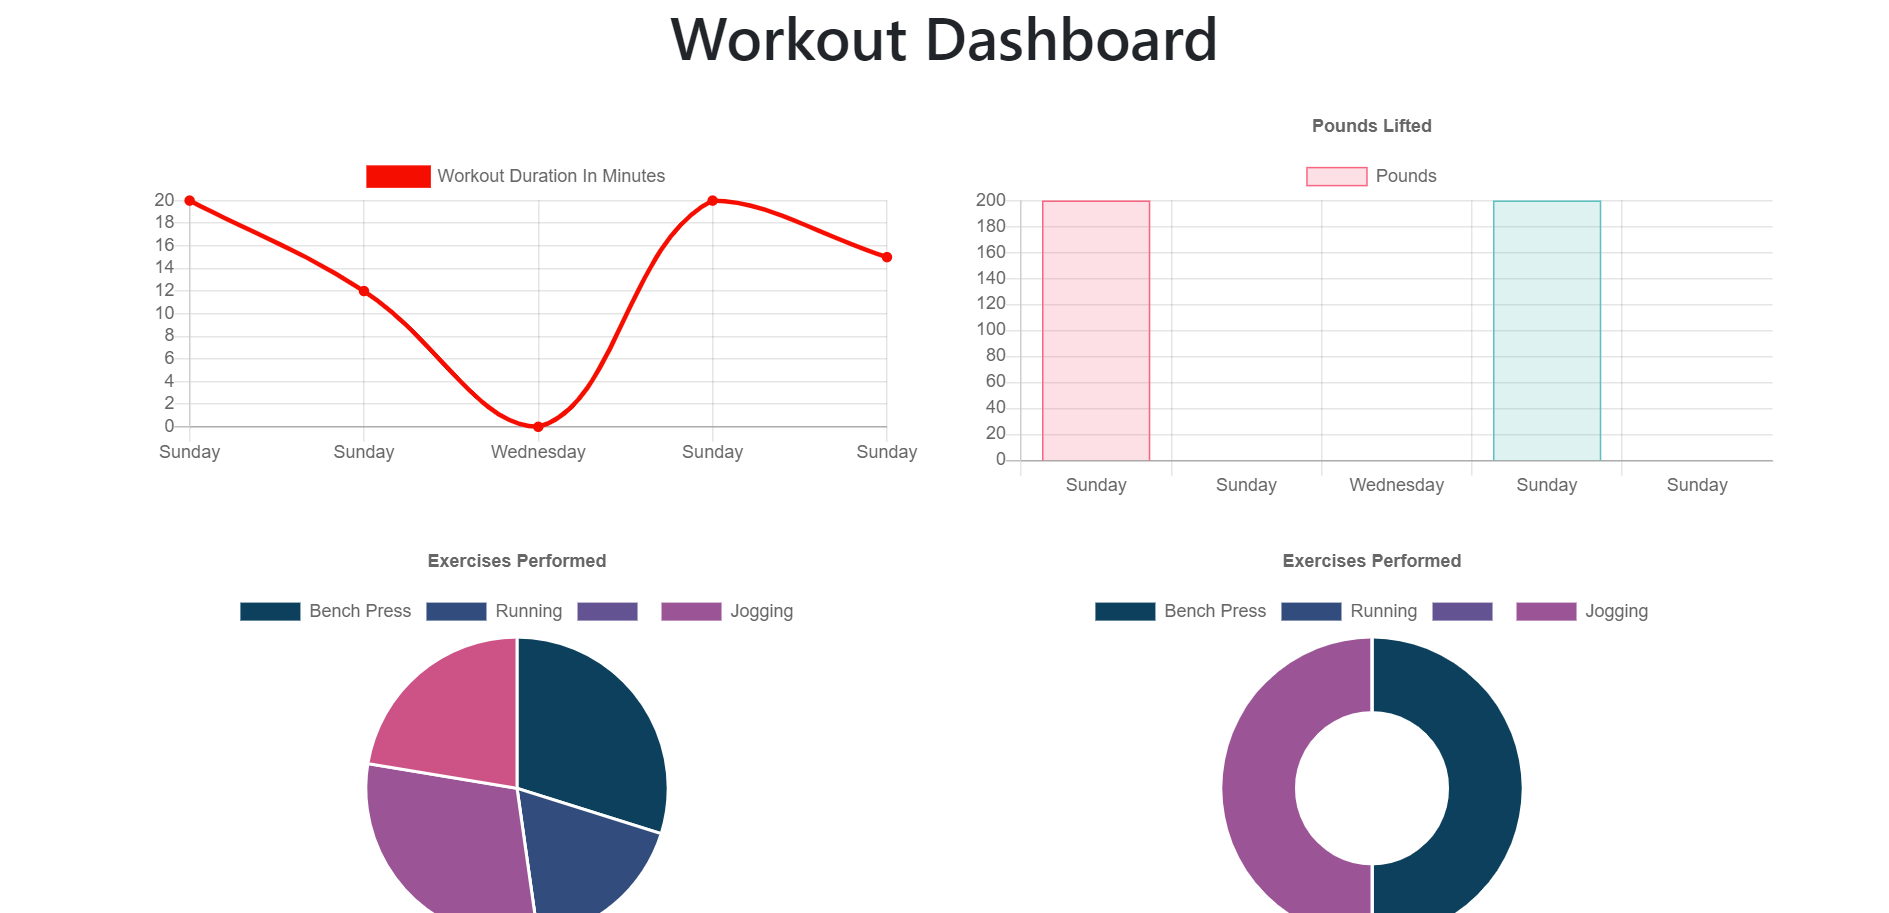 Workout Dashboard
Workout Duration In Minutes
20
18
16
14
12
10
8
6
4
2
0
Sunday Sunday Wednesday Sunday Sunday
Pounds Lifted
Pounds
200
180
160
140
120
100
80
60
40
20
0
Sunday Sunday Wednesday Sunday Sunday
Exercises Performed
Bench Press Running Jogging
Exercises Performed
Bench Press Running Jogging